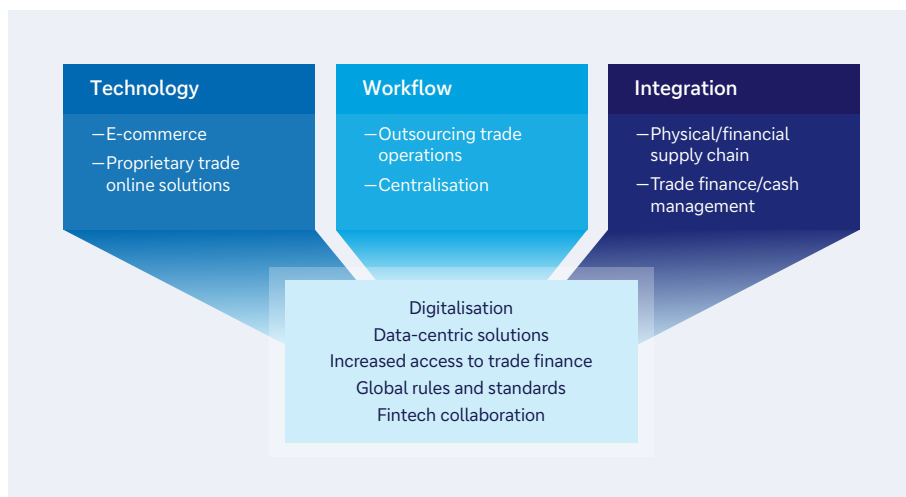 Technology
—E-commerce
—Proprietary trade
online solutions
Workflow
—Outsourcing trade
operations
—Centralisation
Integration
—Physical/financial
supply chain
—Trade finance/cash
management
Digitalisation
Data-centric solutions
Increased access to trade finance
Global rules and standards
Fintech collaboration